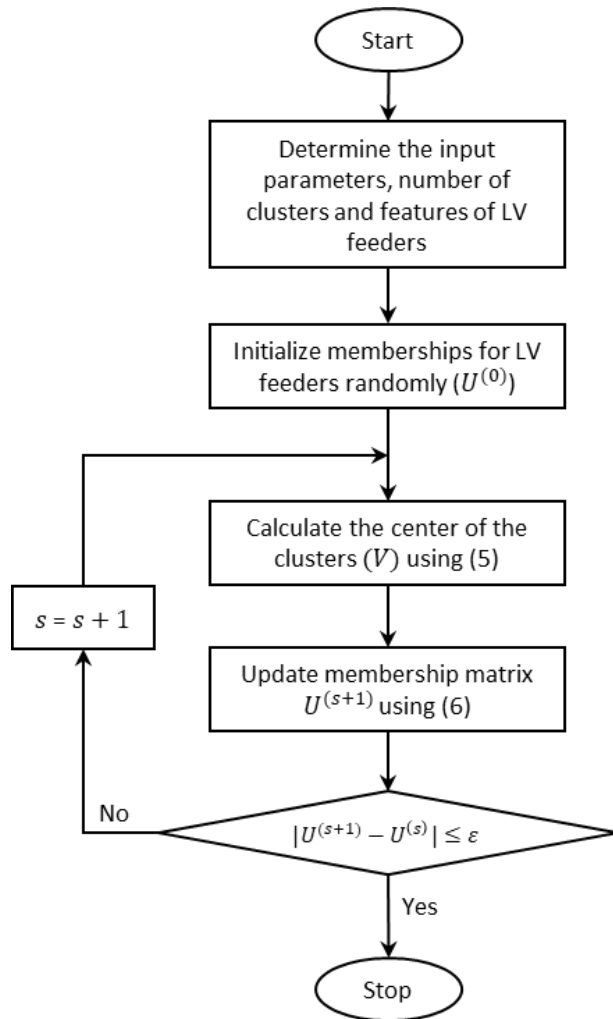 Start
Determine the input
parameters, number of
clusters and features of LV
feeders
Initialize memberships for LV
feeders randomly (𝑈⁽⁰⁾)
Calculate the center of the
clusters (𝑉) using (5)
𝑠 = 𝑠 + 1
Update membership matrix
𝑈⁽ˢ⁺¹⁾ using (6)
No
|𝑈⁽ˢ⁺¹⁾ − 𝑈⁽ˢ⁾| ≤ 𝜀
Yes
Stop